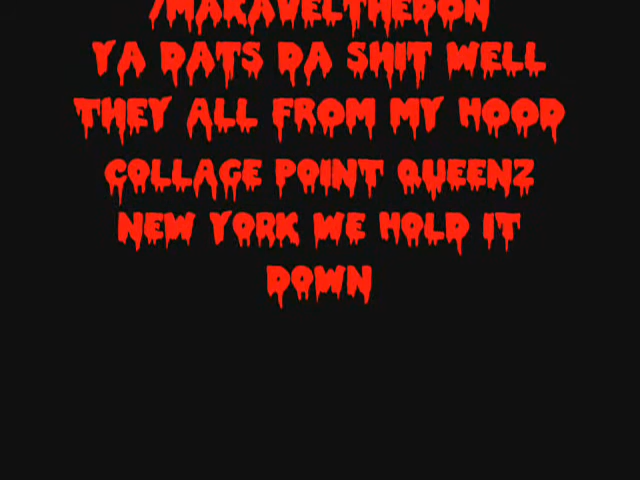 /MAKAVELTHEDON
YA DATS DA SHIT WELL
THEY ALL FROM MY HOOD
COLLAGE POINT QUEENZ
NEW YORK WE HOLD IT
DOWN